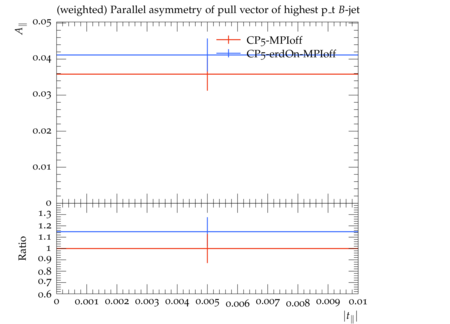 (weighted) Parallel asymmetry of pull vector of highest p_t B-jet
A∥
0.05
0.04
0.03
0.02
0.01
0
CP5-MPIoff
CP5-erdOn-MPIoff
Ratio
1.3
1.2
1.1
1
0.9
0.8
0.7
0.6
0 0.001 0.002 0.003 0.004 0.005 0.006 0.007 0.008 0.009 0.01
|t∥|